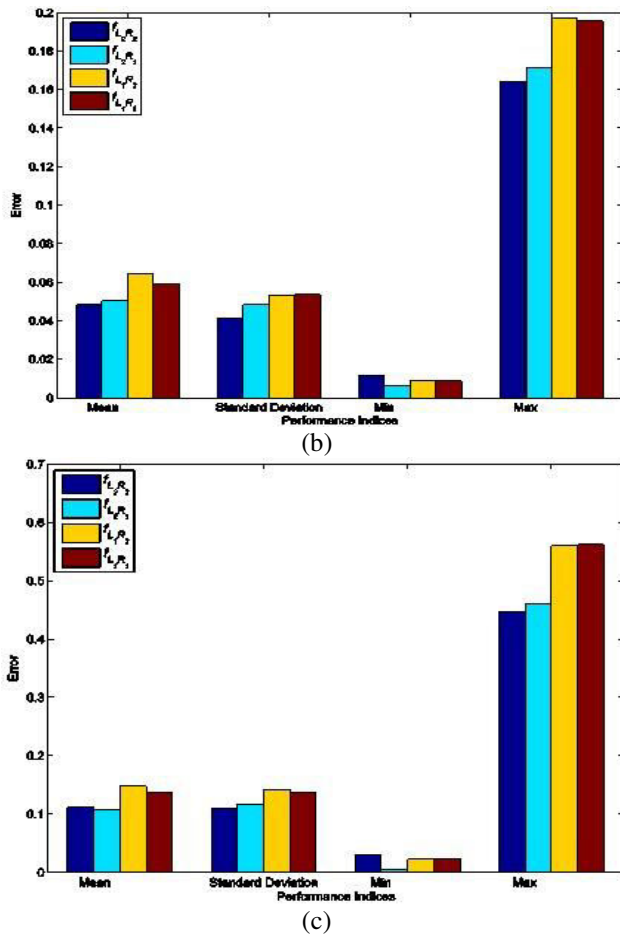 0.2
0.18
0.16
0.14
0.12
0.1
0.08
0.06
0.04
0.02
0
Error
Mean Standard Deviation Min Max
Performance Indices
(b)
0.7
0.6
0.5
0.4
0.3
0.2
0.1
0
Error
Mean Standard Deviation Min Max
Performance Indices
(c)